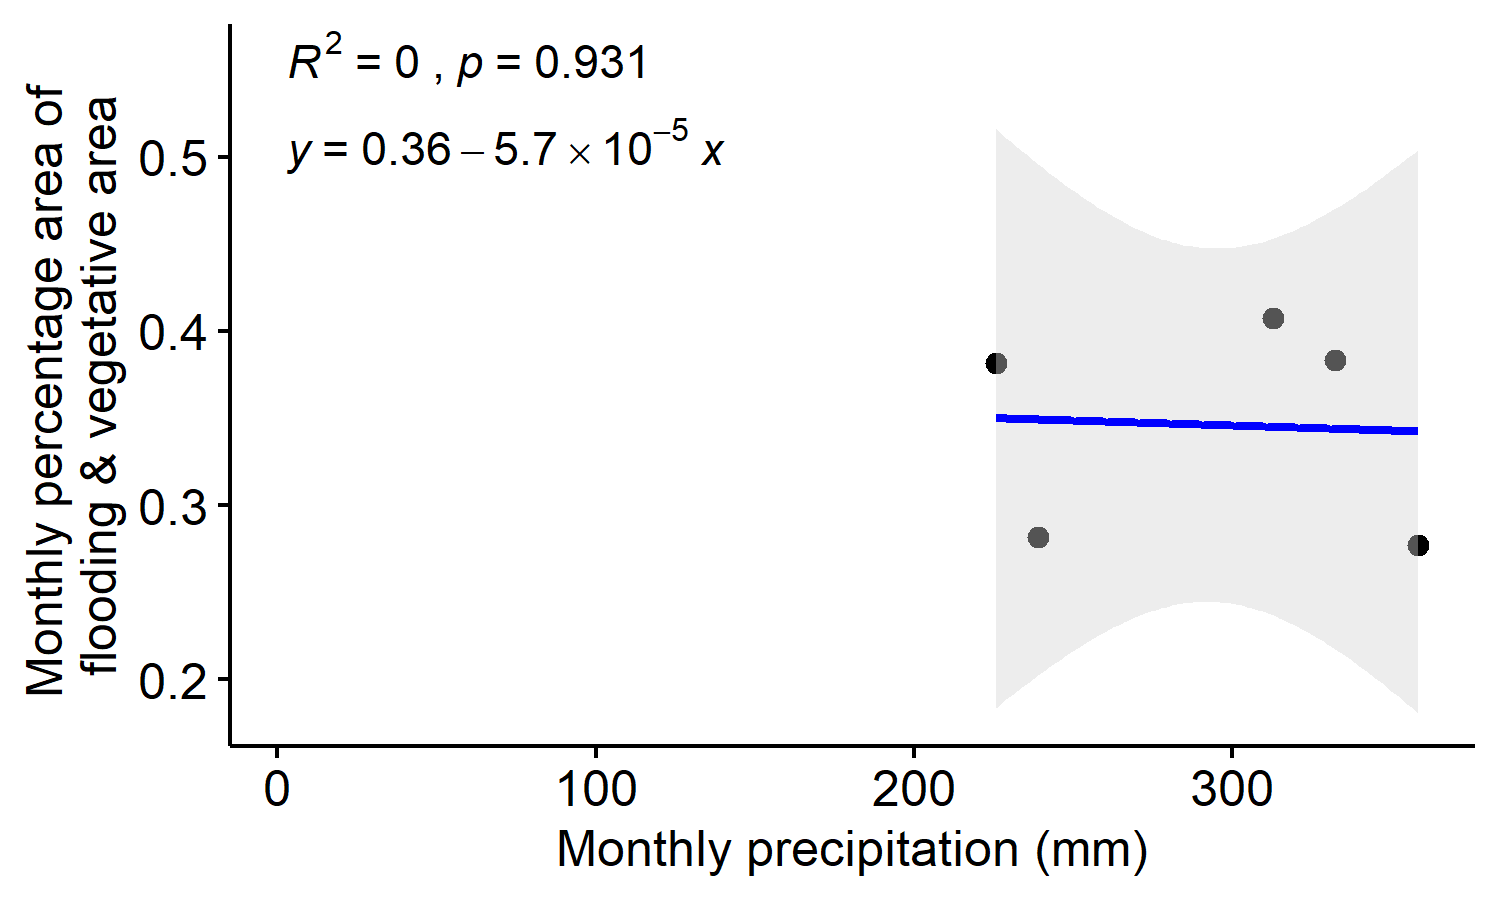 R² = 0 , p = 0.931
y = 0.36 – 5.7 × 10⁻⁵ x
Monthly percentage area of
flooding & vegetative area
0.5
0.4
0.3
0.2
0 100 200 300
Monthly precipitation (mm)